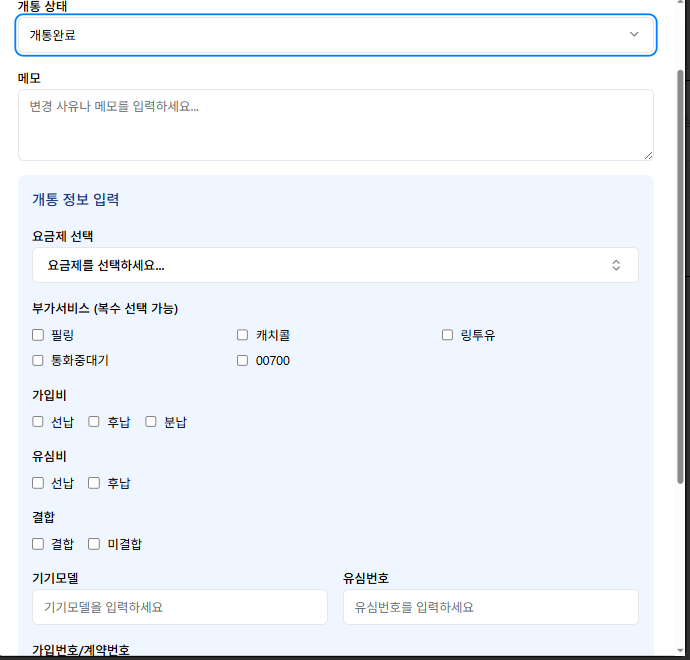 개통 상태
개통완료
메모
변경 사유나 메모를 입력하세요...
개통 정보 입력
요금제 선택
요금제를 선택하세요...
부가서비스 (복수 선택 가능)
필링 캐치콜 링투유
통화중대기 00700
가입비
선납 후납 분납
유심비
선납 후납
결합
결합 미결합
기기모델 유심번호
기기모델을 입력하세요 유심번호를 입력하세요
가입번호/계약번호